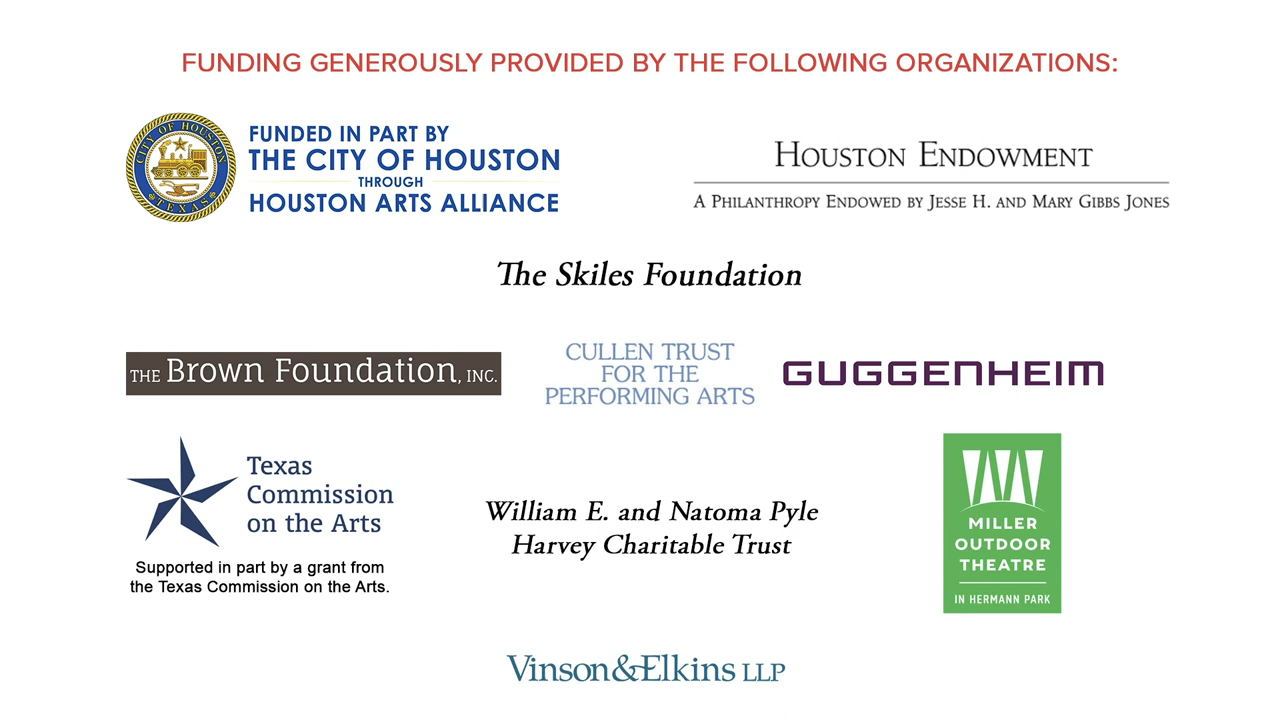 FUNDING GENEROUSLY PROVIDED BY THE FOLLOWING ORGANIZATIONS:
CITY OF HOUSTON
TEXAS
FUNDED IN PART BY
THE CITY OF HOUSTON
THROUGH
HOUSTON ARTS ALLIANCE
HOUSTON ENDOWMENT
A PHILANTHROPY ENDOWED BY JESSE H. AND MARY GIBBS JONES
The Skiles Foundation
THE Brown Foundation, INC.
CULLEN TRUST
FOR THE
PERFORMING ARTS
GUGGENHEIM
Texas
Commission
on the Arts
Supported in part by a grant from
the Texas Commission on the Arts.
William E. and Natoma Pyle
Harvey Charitable Trust
MILLER
OUTDOOR
THEATRE
IN HERMANN PARK
Vinson&Elkins LLP